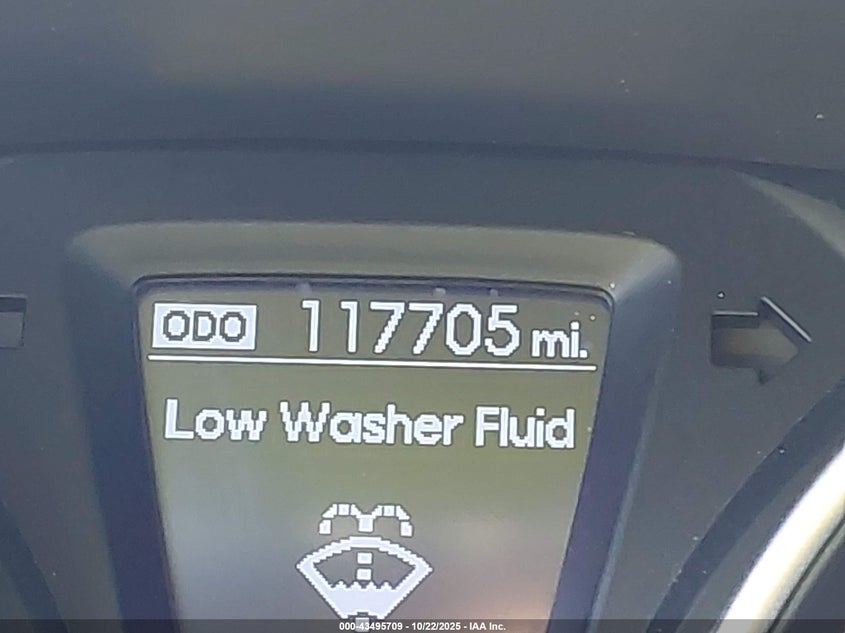 ODO 117705 mi.
Low Washer Fluid
000-43495709 - 10/22/2025 - IAA Inc.